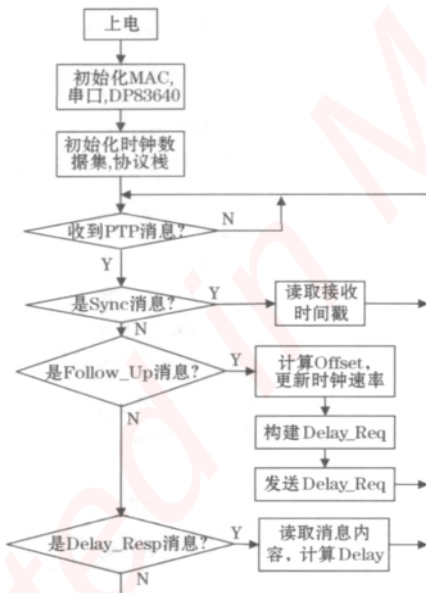 上电
初始化MAC,
串口,DP83640
初始化时钟数
据集,协议栈
收到PTP消息?
N
Y
是Sync消息?
Y
读取接收
时间戳
N
是Follow_Up消息?
Y
计算Offset,
更新时钟速率
N
构建Delay_Req
发送Delay_Req
是Delay_Resp消息?
Y
读取消息内
容，计算Delay
N